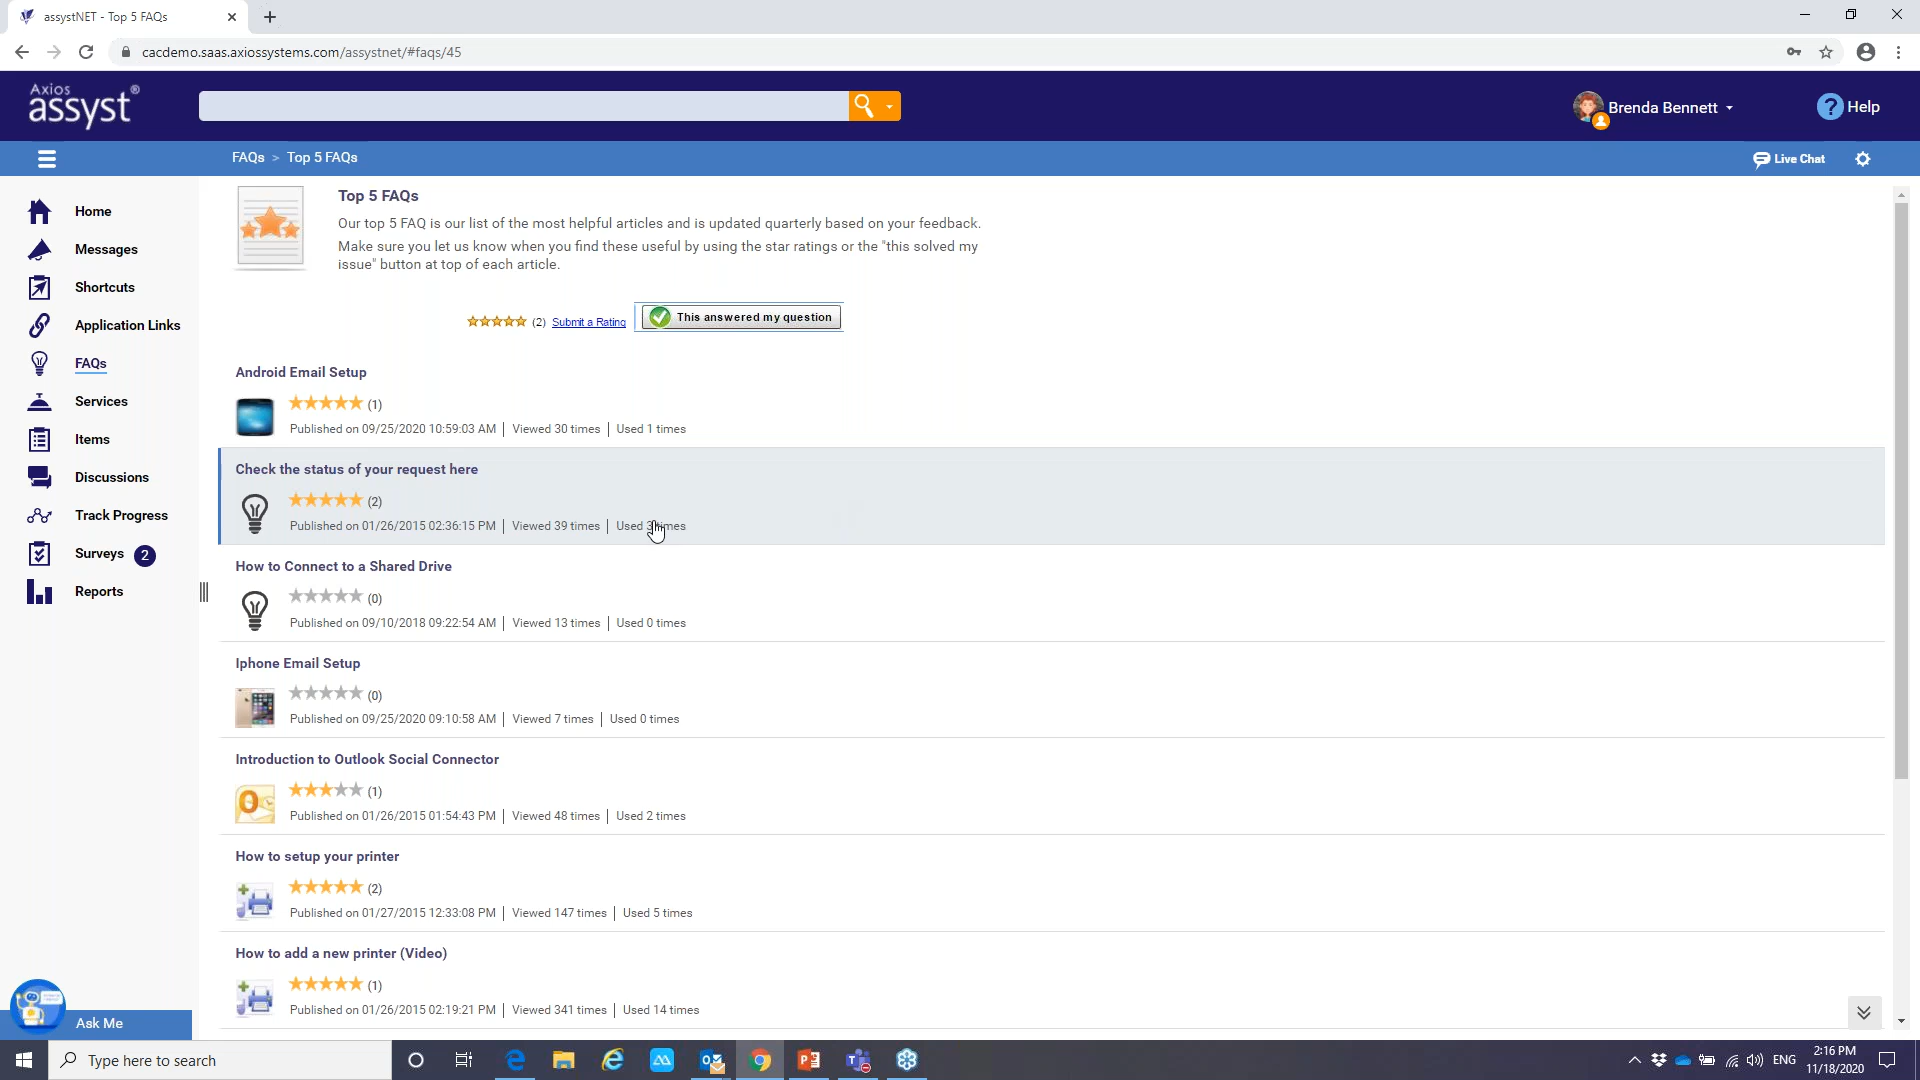 assystNET - Top 5 FAQs
cacdemo.saas.axiossystems.com/assystnet/#faqs/45
Axios
assyst®
Brenda Bennett
? Help
FAQs > Top 5 FAQs
Live Chat
Home
Messages
Shortcuts
Application Links
FAQs
Services
Items
Discussions
Track Progress
Surveys 2
Reports
Ask Me
Top 5 FAQs
Our top 5 FAQ is our list of the most helpful articles and is updated quarterly based on your feedback.
Make sure you let us know when you find these useful by using the star ratings or the "this solved my
issue" button at top of each article.
(2) Submit a Rating This answered my question
Android Email Setup
(1)
Published on 09/25/2020 10:59:03 AM | Viewed 30 times | Used 1 times
Check the status of your request here
(2)
Published on 01/26/2015 02:36:15 PM | Viewed 39 times | Used
How to Connect to a Shared Drive
(0)
Published on 09/10/2018 09:22:54 AM | Viewed 13 times | Used 0 times
Iphone Email Setup
(0)
Published on 09/25/2020 09:10:58 AM | Viewed 7 times | Used 0 times
Introduction to Outlook Social Connector
(1)
Published on 01/26/2015 01:54:43 PM | Viewed 48 times | Used 2 times
How to setup your printer
(2)
Published on 01/27/2015 12:33:08 PM | Viewed 147 times | Used 5 times
How to add a new printer (Video)
(1)
Published on 01/26/2015 02:19:21 PM | Viewed 341 times | Used 14 times
Type here to search
ENG
2:16 PM
11/18/2020